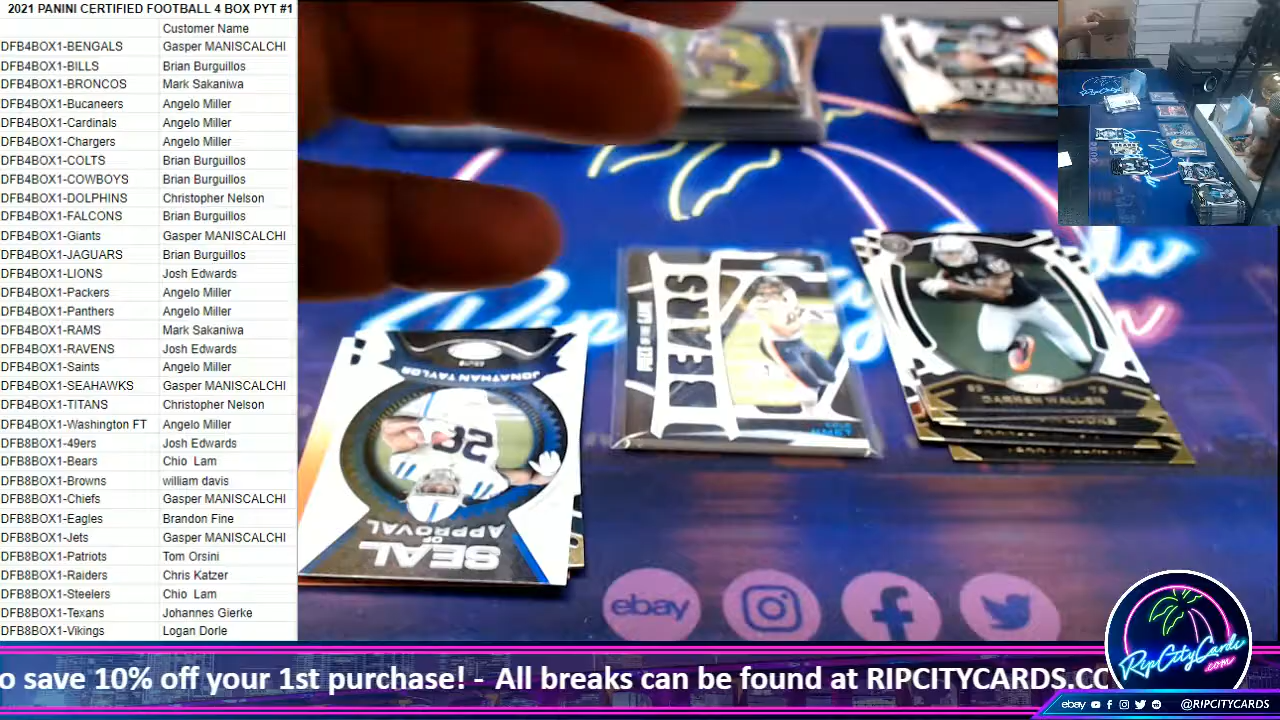 2021 PANINI CERTIFIED FOOTBALL 4 BOX PYT #1
Customer Name
DFB4BOX1-BENGALS Gasper MANISCALCHI
DFB4BOX1-BILLS Brian Burguillos
DFB4BOX1-BRONCOS Mark Sakaniwa
DFB4BOX1-Bucaneers Angelo Miller
DFB4BOX1-Cardinals Angelo Miller
DFB4BOX1-Chargers Angelo Miller
DFB4BOX1-COLTS Brian Burguillos
DFB4BOX1-COWBOYS Brian Burguillos
DFB4BOX1-DOLPHINS Christopher Nelson
DFB4BOX1-FALCONS Brian Burguillos
DFB4BOX1-Giants Gasper MANISCALCHI
DFB4BOX1-JAGUARS Brian Burguillos
DFB4BOX1-LIONS Josh Edwards
DFB4BOX1-Packers Angelo Miller
DFB4BOX1-Panthers Angelo Miller
DFB4BOX1-RAMS Mark Sakaniwa
DFB4BOX1-RAVENS Josh Edwards
DFB4BOX1-Saints Angelo Miller
DFB4BOX1-SEAHAWKS Gasper MANISCALCHI
DFB4BOX1-TITANS Christopher Nelson
DFB4BOX1-Washington FT Angelo Miller
DFB8BOX1-49ers Josh Edwards
DFB8BOX1-Bears Chio Lam
DFB8BOX1-Browns william davis
DFB8BOX1-Chiefs Gasper MANISCALCHI
DFB8BOX1-Eagles Brandon Fine
DFB8BOX1-Jets Gasper MANISCALCHI
DFB8BOX1-Patriots Tom Orsini
DFB8BOX1-Raiders Chris Katzer
DFB8BOX1-Steelers Chio Lam
DFB8BOX1-Texans Johannes Gierke
DFB8BOX1-Vikings Logan Dorle
JONATHAN TAYLOR
28
SEAL
OF
APPROVAL
BEARS
COLE
KMET
DARREN WALLER
ebay
o save 10% off your 1st purchase! - All breaks can be found at RIPCITYCARDS.CO
RipCityCards
.com
ebay @RIPCITYCARDS